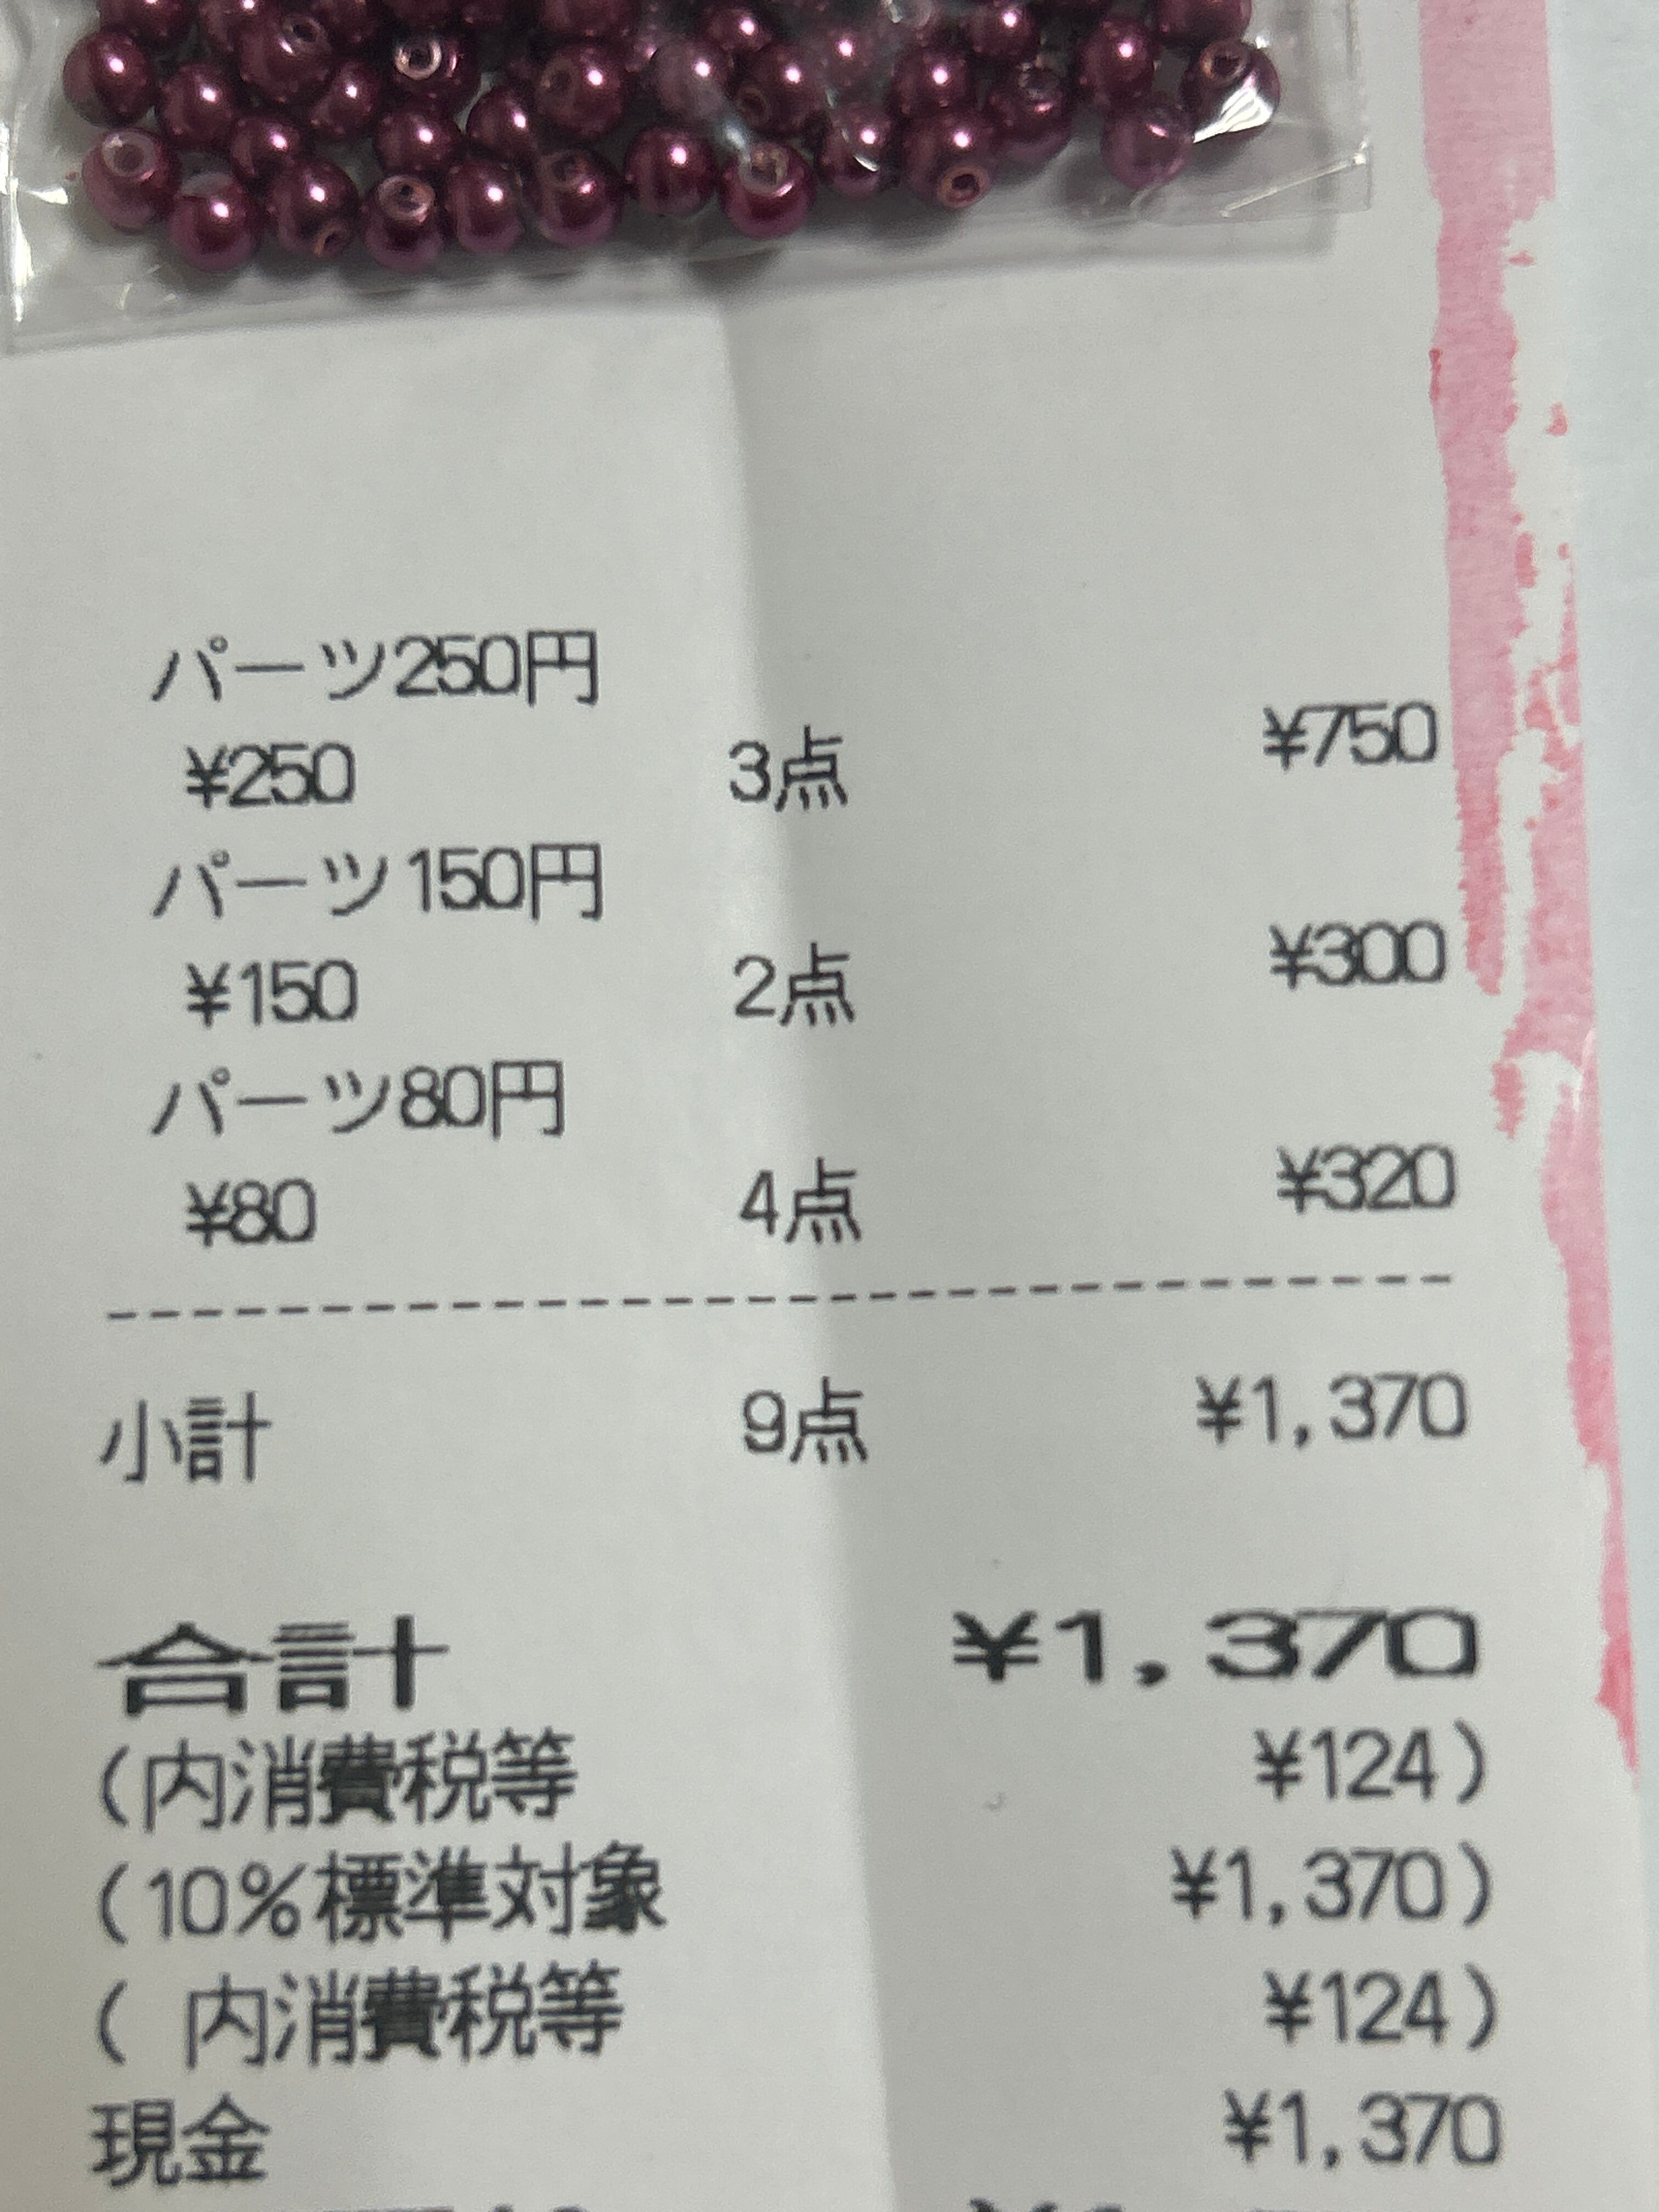 パーツ250円
¥250 3点 ¥750
パーツ150円
¥150 2点 ¥300
パーツ80円
¥80 4点 ¥320
小計 9点 ¥1,370
合計 ¥1,370
(内消費税等 ¥124)
(10%標準対象 ¥1,370)
( 内消費税等 ¥124)
現金 ¥1,370